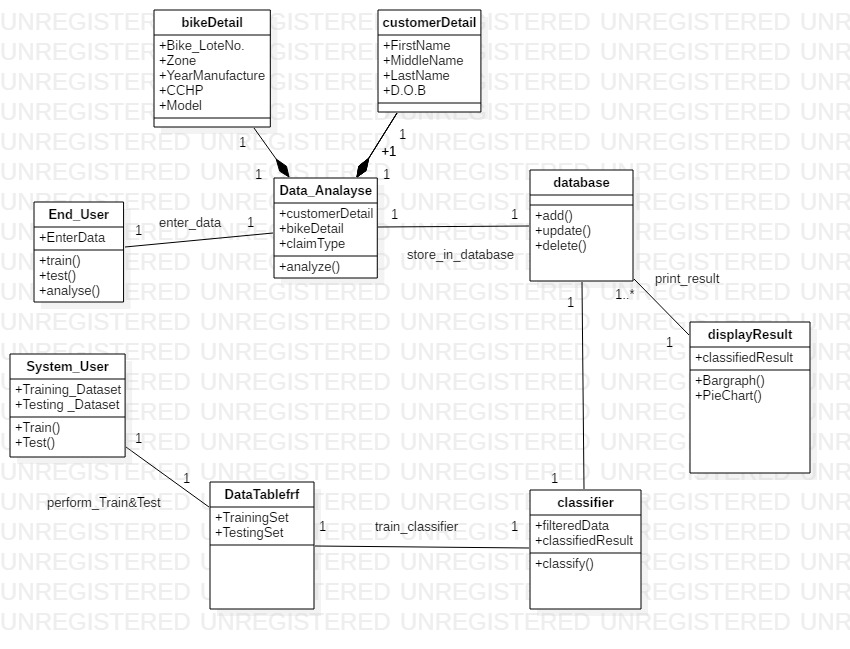 bikeDetail
+Bike_LoteNo.
+Zone
+YearManufacture
+CCHP
+Model
customerDetail
+FirstName
+MiddleName
+LastName
+D.O.B
1
1
+1
1
1
Data_Analayse
+customerDetail
+bikeDetail
+claimType
+analyze()
End_User
+EnterData
+train()
+test()
+analyse()
1
enter_data
1
1
1
store_in_database
database
+add()
+update()
+delete()
1
1..*
print_result
1
displayResult
+classifiedResult
+Bargraph()
+PieChart()
System_User
+Training_Dataset
+Testing _Dataset
+Train()
+Test()
1
1
perform_Train&Test
DataTablefrf
+TrainingSet
+TestingSet
1
train_classifier
1
1
classifier
+filteredData
+classifiedResult
+classify()
UNREGISTERED